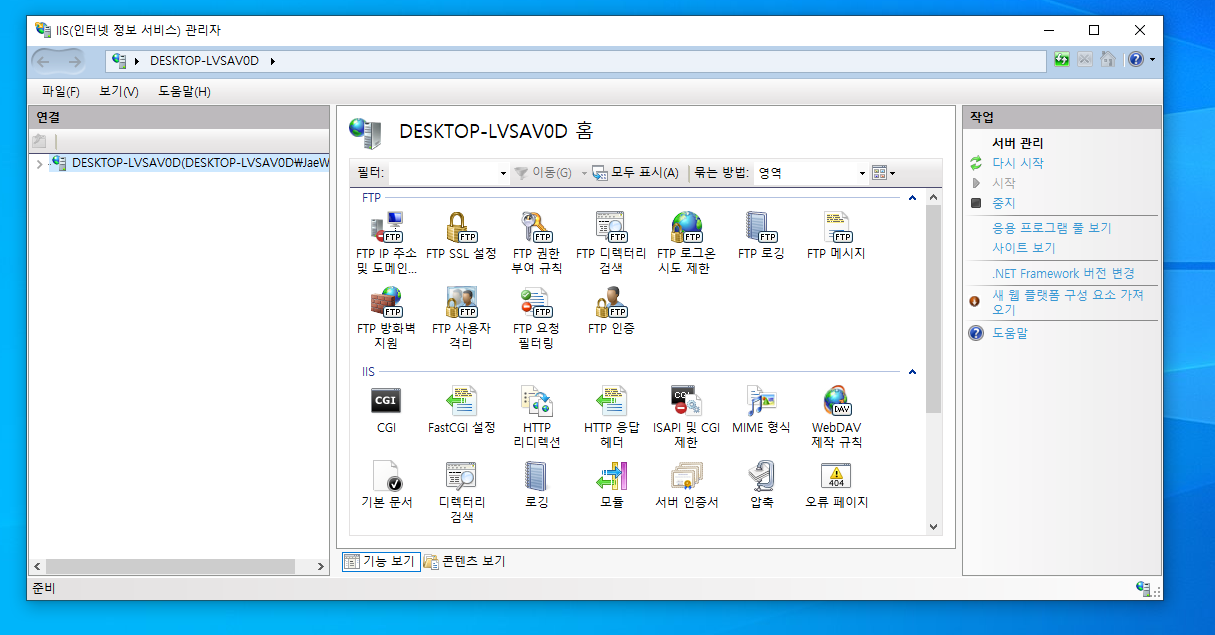 IIS(인터넷 정보 서비스) 관리자
DESKTOP-LVSAV0D
파일(F) 보기(V) 도움말(H)
연결
DESKTOP-LVSAV0D(DESKTOP-LVSAV0D₩JaeW
DESKTOP-LVSAV0D 홈
필터: 이동(G) 모두 표시(A) 묶는 방법: 영역
FTP
FTP IP 주소 및 도메인...
FTP SSL 설정
FTP 권한 부여 규칙
FTP 디렉터리 검색
FTP 로그온 시도 제한
FTP 로깅
FTP 메시지
FTP 방화벽 지원
FTP 사용자 격리
FTP 요청 필터링
FTP 인증
IIS
CGI
FastCGI 설정
HTTP 리디렉션
HTTP 응답 헤더
ISAPI 및 CGI 제한
MIME 형식
WebDAV 제작 규칙
기본 문서
디렉터리 검색
로깅
모듈
서버 인증서
압축
오류 페이지
기능 보기 콘텐츠 보기
작업
서버 관리
다시 시작
시작
중지
응용 프로그램 풀 보기
사이트 보기
.NET Framework 버전 변경
새 웹 플랫폼 구성 요소 가져
오기
도움말
준비